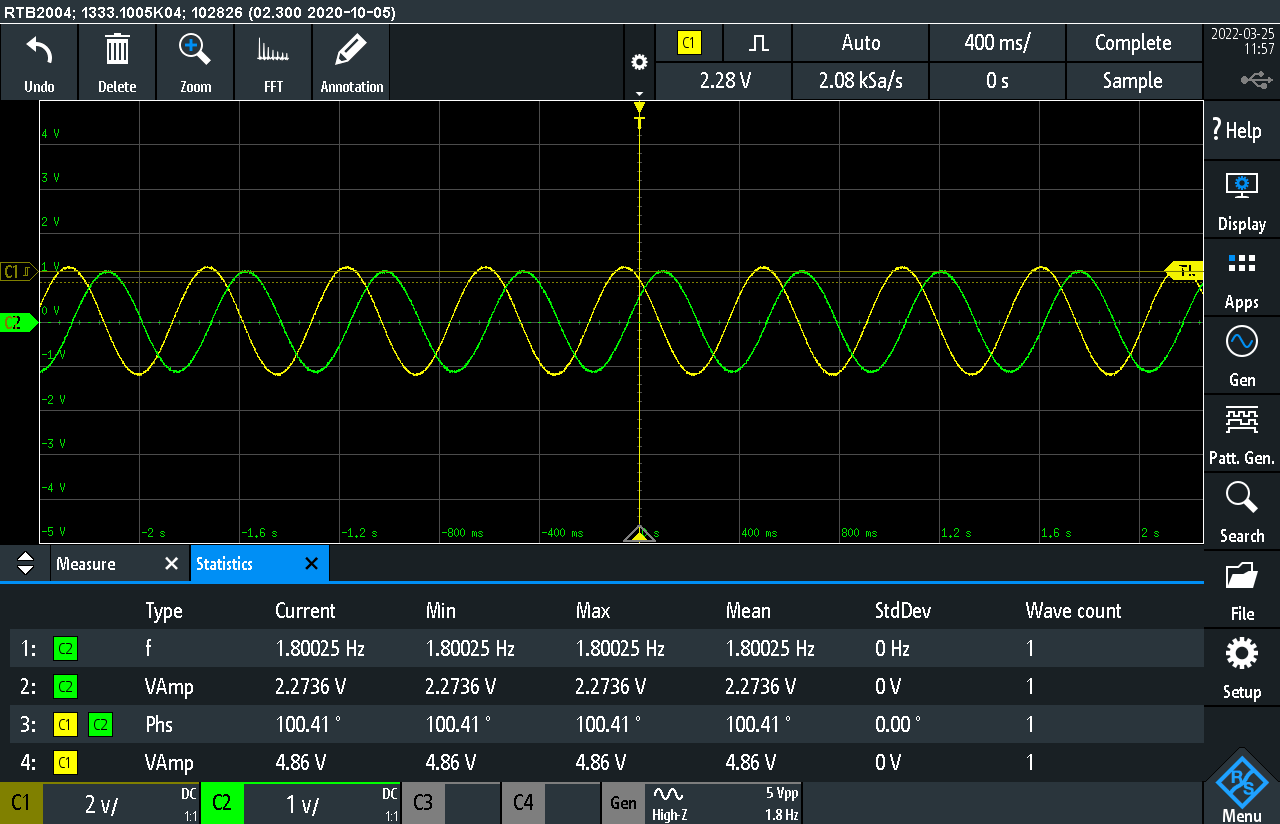 RTB2004; 1333.1005K04; 102826 (02.300 2020-10-05)
Undo Delete Zoom FFT Annotation
C1 Auto 400 ms/ Complete
2.28 V 2.08 kSa/s 0 s Sample
2022-03-25
11:57
T
4 V
3 V
2 V
1 V
0 V
-1 V
-2 V
-3 V
-4 V
-5 V
C1
C2
-2 s -1.6 s -1.2 s -800 ms -400 ms s 400 ms 800 ms 1.2 s 1.6 s 2 s
? Help
Display
Apps
Gen
Patt. Gen.
Search
File
Setup
Menu
Measure Statistics
Type Current Min Max Mean StdDev Wave count
1: C2 f 1.80025 Hz 1.80025 Hz 1.80025 Hz 1.80025 Hz 0 Hz 1
2: C2 VAmp 2.2736 V 2.2736 V 2.2736 V 2.2736 V 0 V 1
3: C1 C2 Phs 100.41 ° 100.41 ° 100.41 ° 100.41 ° 0.00 ° 1
4: C1 VAmp 4.86 V 4.86 V 4.86 V 4.86 V 0 V 1
C1 2 V/ DC 1:1 C2 1 V/ DC 1:1 C3 C4 Gen High-Z 5 Vpp 1.8 Hz
R&S